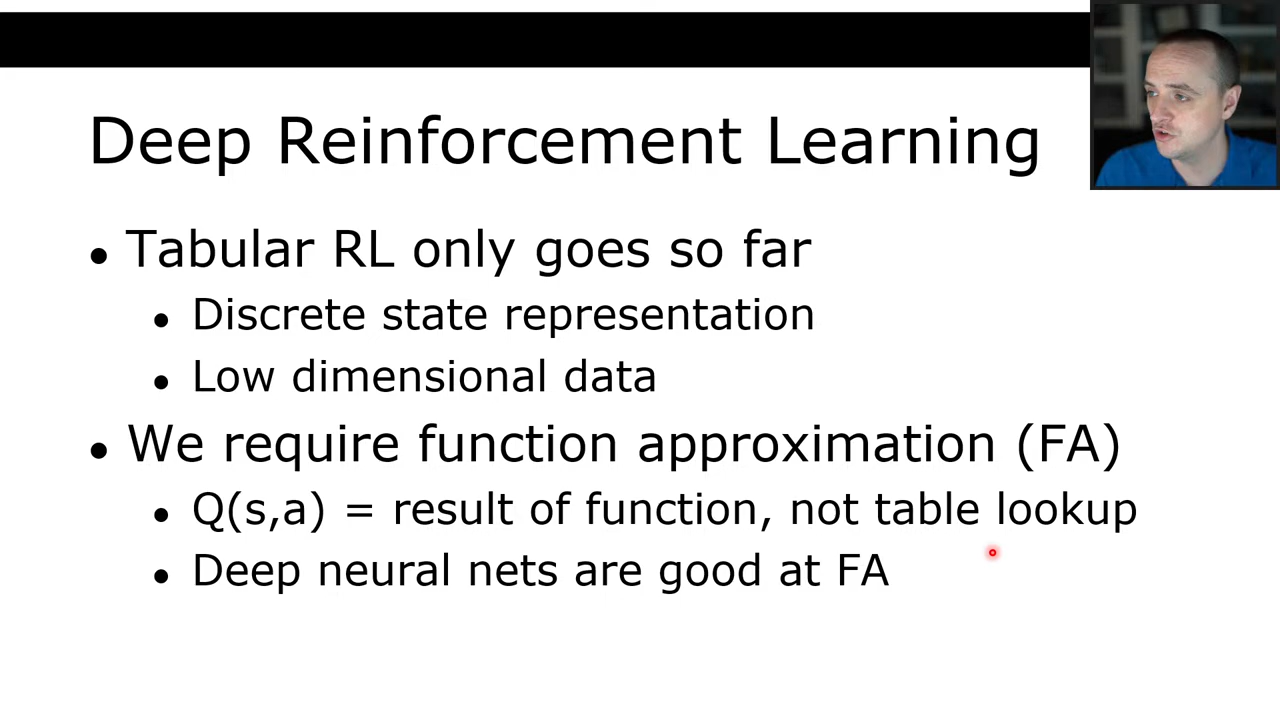 Deep Reinforcement Learning
• Tabular RL only goes so far
• Discrete state representation
• Low dimensional data
• We require function approximation (FA)
• Q(s,a) = result of function, not table lookup
• Deep neural nets are good at FA